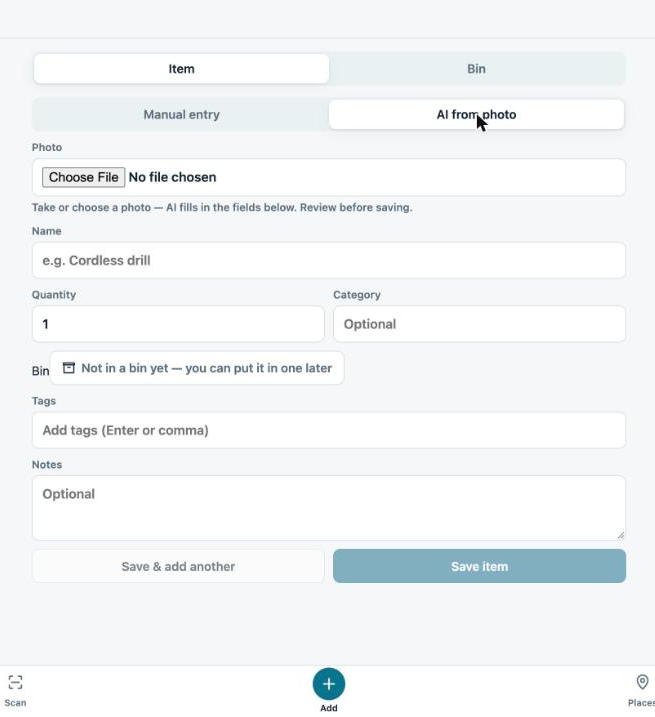 Item Bin
Manual entry AI from photo
Photo
Choose File No file chosen
Take or choose a photo — AI fills in the fields below. Review before saving.
Name
e.g. Cordless drill
Quantity Category
1 Optional
Bin Not in a bin yet — you can put it in one later
Tags
Add tags (Enter or comma)
Notes
Optional
Save & add another Save item
Scan Add Places